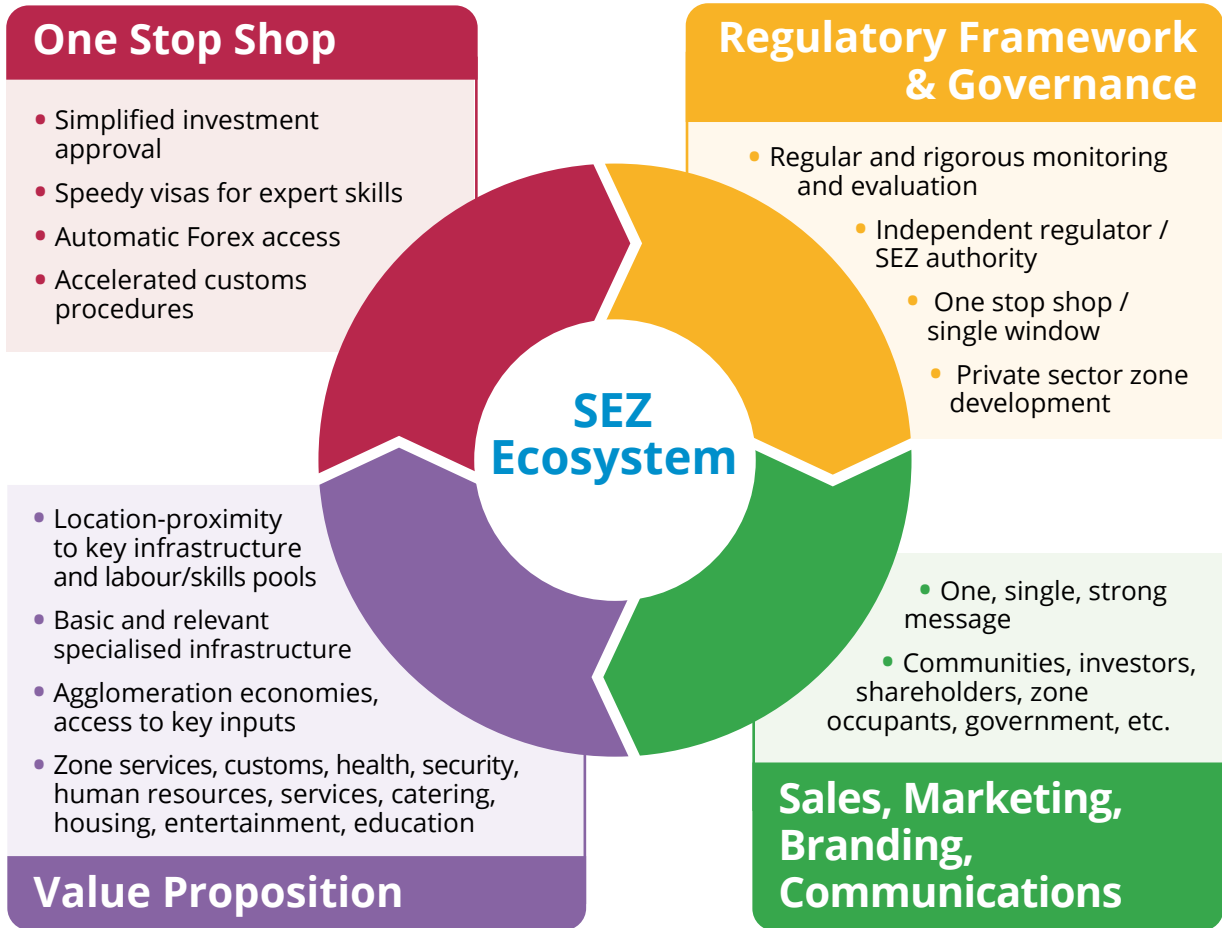 One Stop Shop
• Simplified investment
approval
• Speedy visas for expert skills
• Automatic Forex access
• Accelerated customs
procedures
Regulatory Framework
& Governance
• Regular and rigorous monitoring
and evaluation
• Independent regulator /
SEZ authority
• One stop shop /
single window
• Private sector zone
development
SEZ
Ecosystem
• Location-proximity
to key infrastructure
and labour/skills pools
• Basic and relevant
specialised infrastructure
• Agglomeration economies,
access to key inputs
• Zone services, customs, health, security,
human resources, services, catering,
housing, entertainment, education
Value Proposition
• One, single, strong
message
• Communities, investors,
shareholders, zone
occupants, government, etc.
Sales, Marketing,
Branding,
Communications